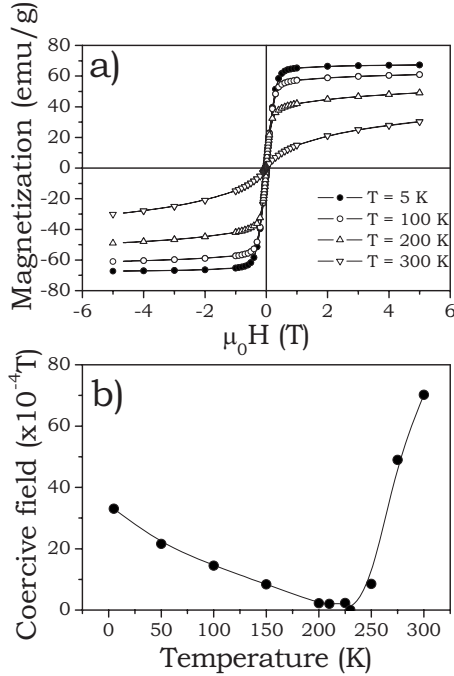 a)
Magnetization (emu/g)
80
60
40
20
0
-20
-40
-60
-80
T = 5 K
T = 100 K
T = 200 K
T = 300 K
-6 -4 -2 0 2 4 6
μ₀H (T)
b)
Coercive field (x10⁻⁴T)
80
60
40
20
0
0 50 100 150 200 250 300
Temperature (K)